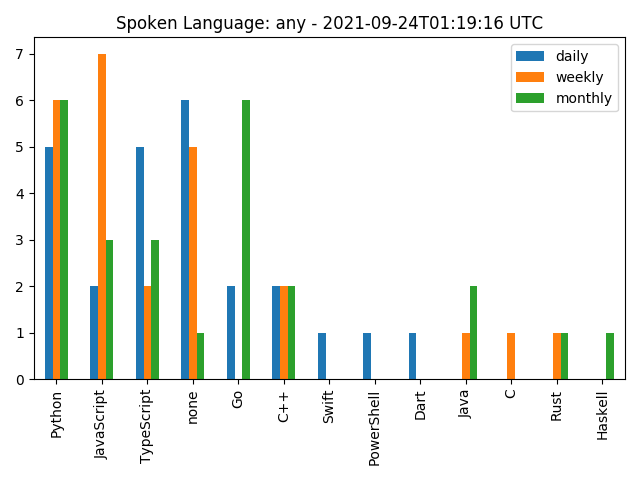 Spoken Language: any - 2021-09-24T01:19:16 UTC
daily
weekly
monthly
7
6
5
4
3
2
1
0
Python
JavaScript
TypeScript
none
Go
C++
Swift
PowerShell
Dart
Java
C
Rust
Haskell